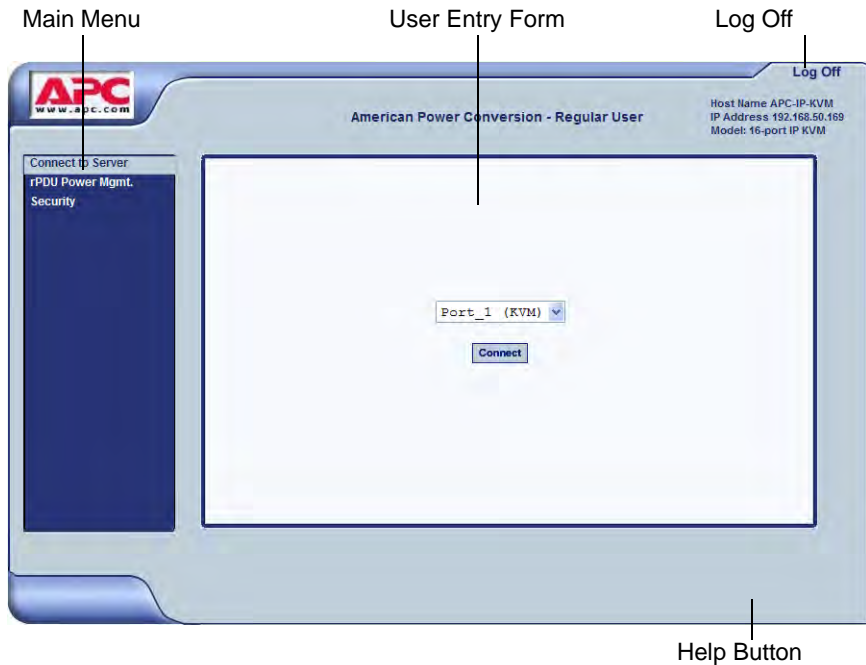 Main Menu
User Entry Form
Log Off
Log Off
APC
www.apc.com
American Power Conversion - Regular User
Host Name APC-IP-KVM
IP Address 192.168.50.169
Model: 16-port IP KVM
Connect to Server
rPDU Power Mgmt.
Security
Port_1 (KVM)
Connect
Help Button